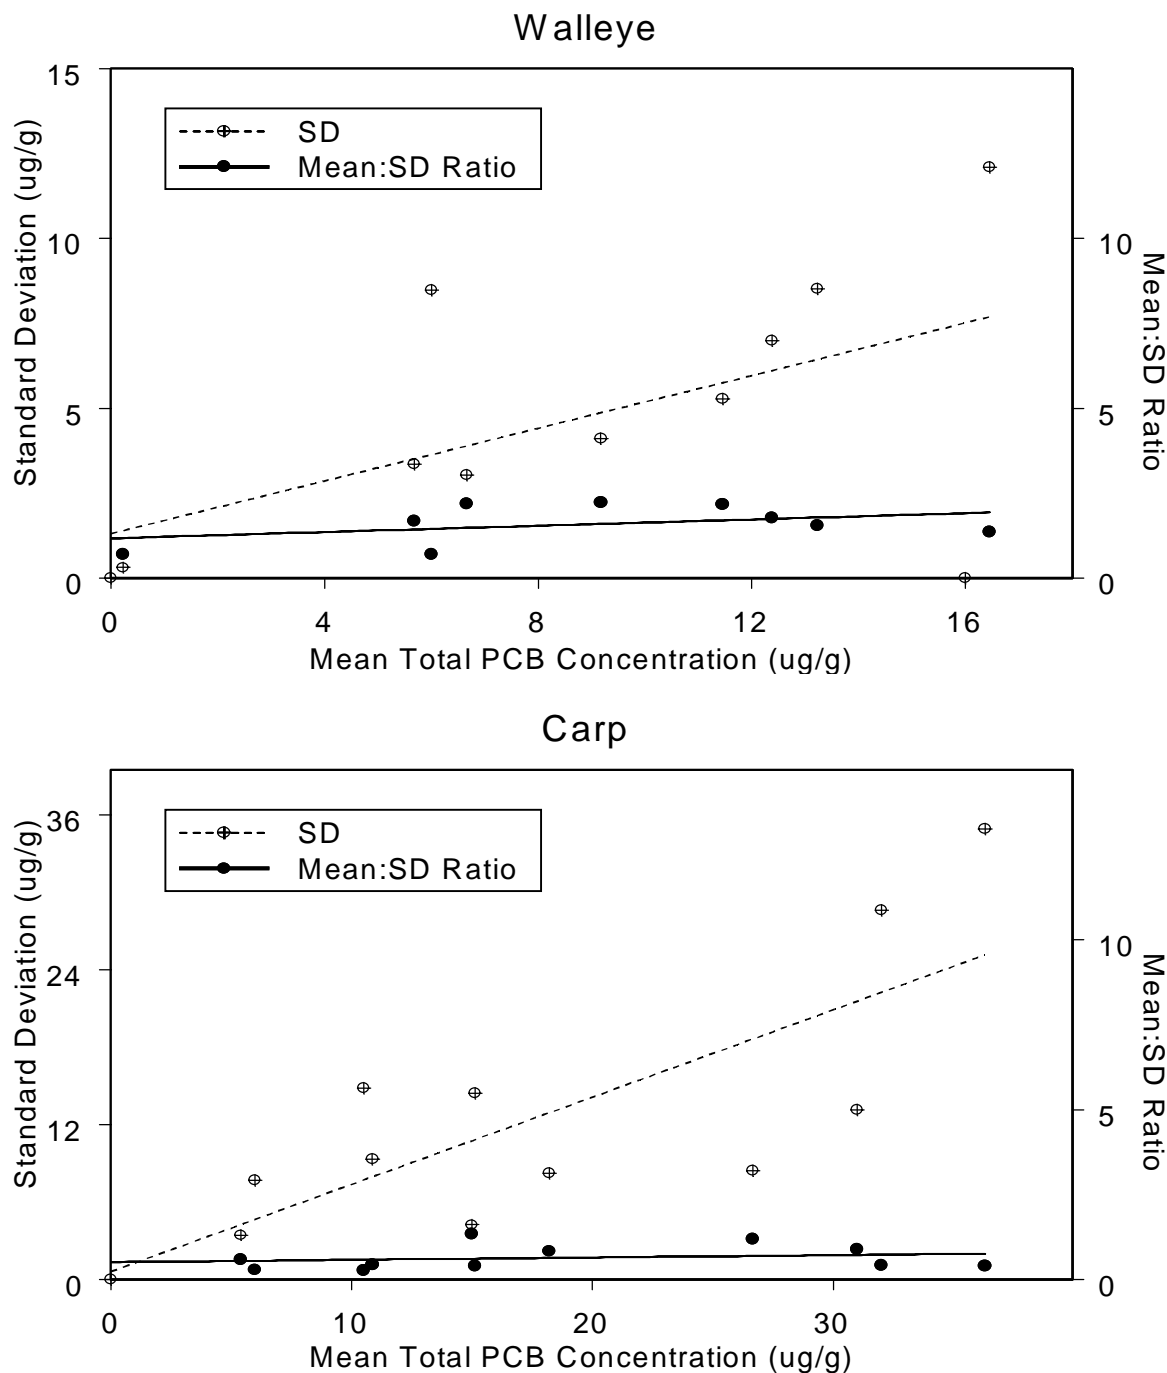 Walleye
15
SD
Mean:SD Ratio
10
10
5
5
0
0
Standard Deviation (ug/g)
Mean:SD Ratio
0
4
8
12
16
Mean Total PCB Concentration (ug/g)
Carp
36
SD
Mean:SD Ratio
10
24
5
12
0
0
Standard Deviation (ug/g)
Mean:SD Ratio
0
10
20
30
Mean Total PCB Concentration (ug/g)